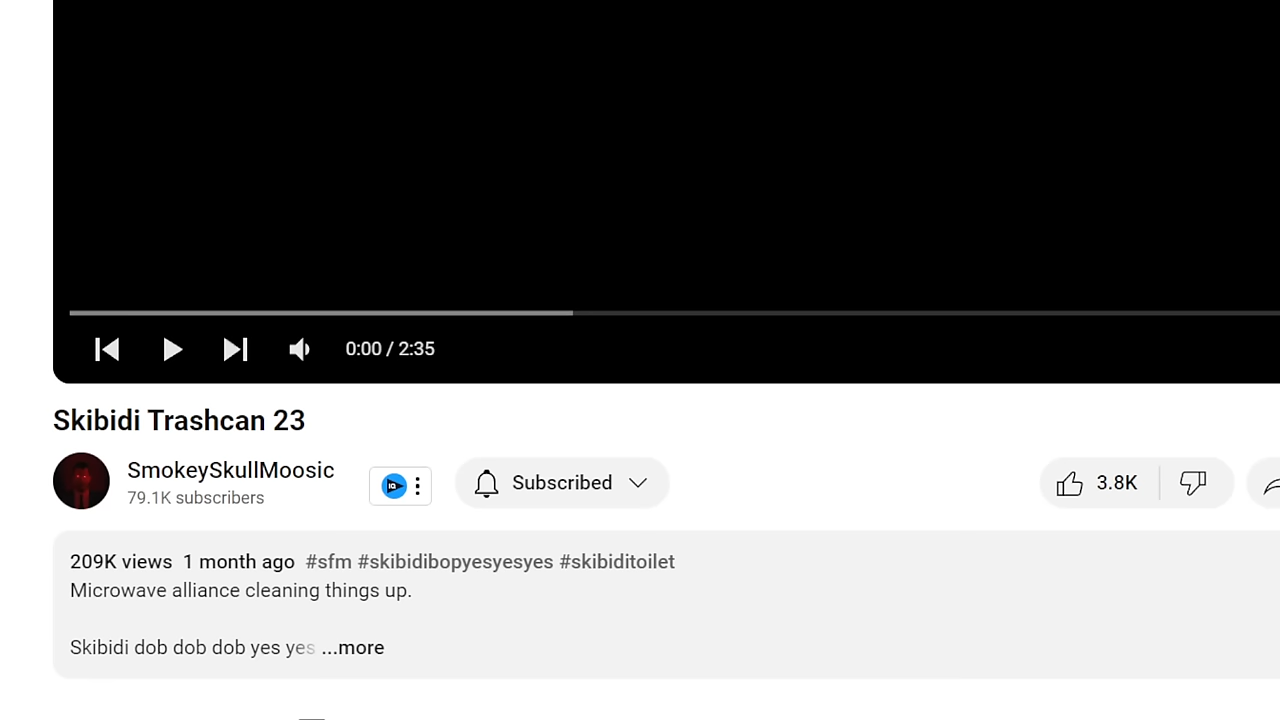 0:00 / 2:35
Skibidi Trashcan 23
SmokeySkullMoosic
79.1K subscribers
IQ
Subscribed
3.8K
209K views 1 month ago #sfm #skibidibopyesyesyes #skibiditoilet
Microwave alliance cleaning things up.
Skibidi dob dob dob yes yes ...more